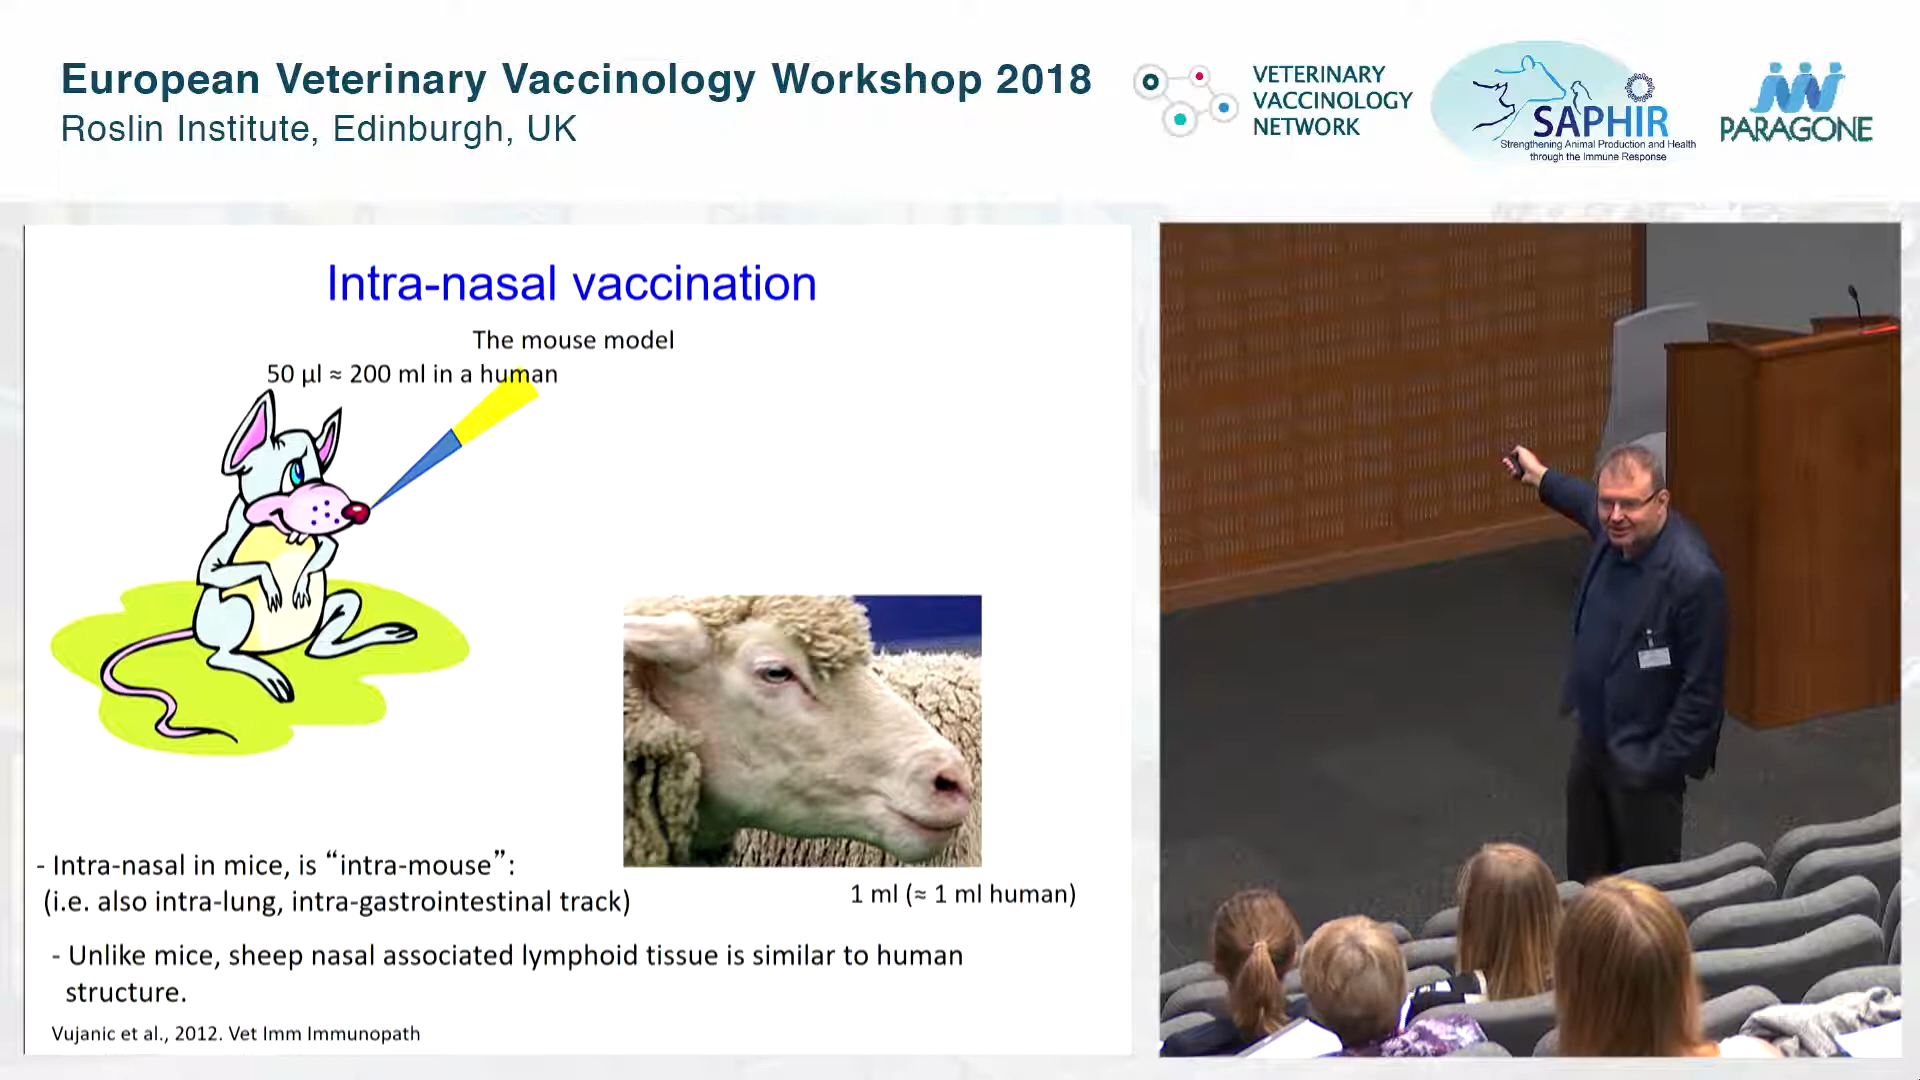 European Veterinary Vaccinology Workshop 2018
Roslin Institute, Edinburgh, UK
VETERINARY
VACCINOLOGY
NETWORK
SAPHIR
Strengthening Animal Production and Health
through the Immune Response
PARAGONE
Intra-nasal vaccination
The mouse model
50 µl ≈ 200 ml in a human
- Intra-nasal in mice, is “intra-mouse”:
(i.e. also intra-lung, intra-gastrointestinal track)
1 ml (≈ 1 ml human)
- Unlike mice, sheep nasal associated lymphoid tissue is similar to human
structure.
Vujanic et al., 2012. Vet Imm Immunopath